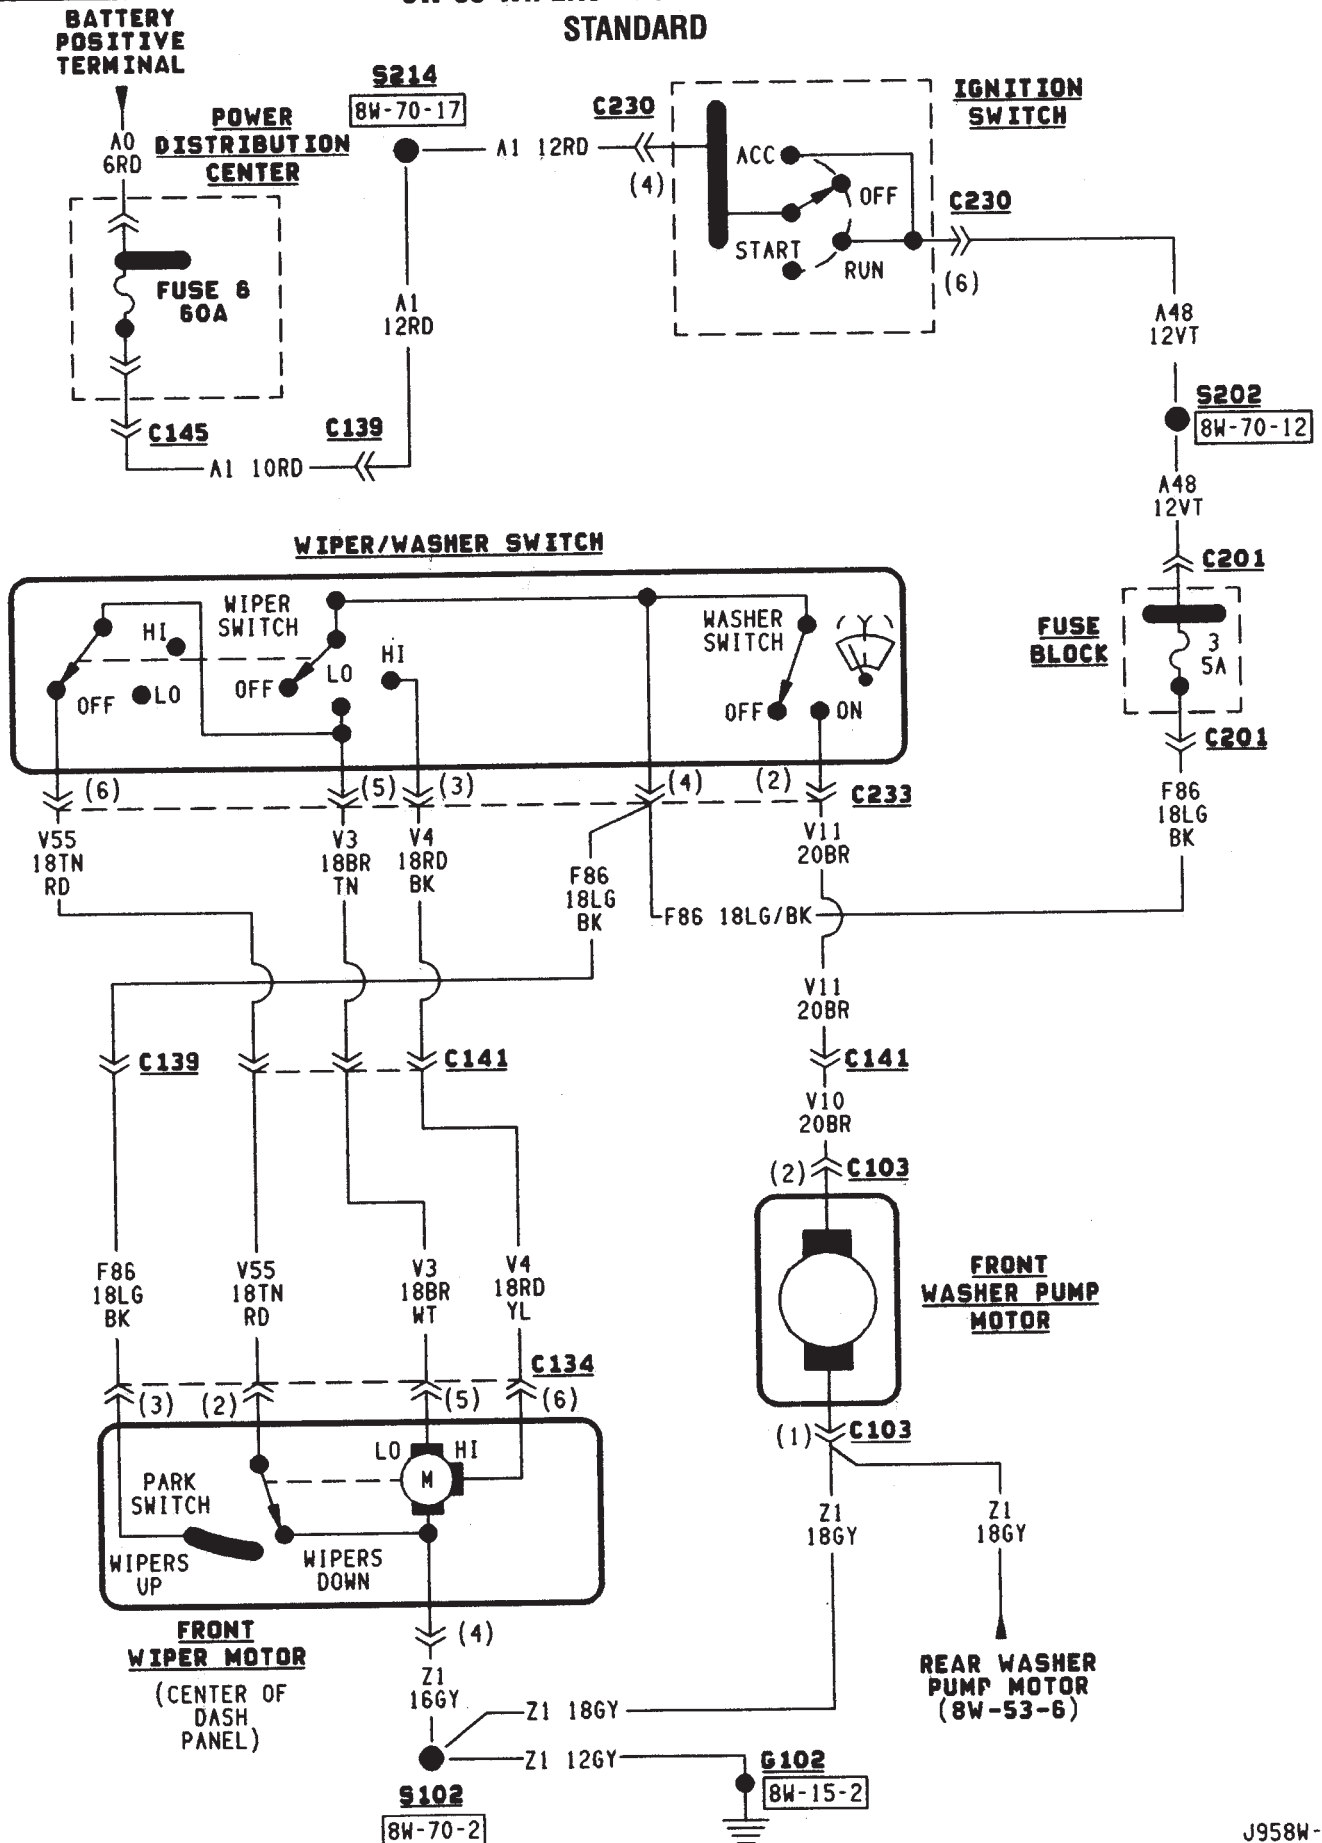 STANDARD
BATTERY
POSITIVE
TERMINAL
A0
6RD
POWER
DISTRIBUTION
CENTER
FUSE 6
60A
C145
A1 10RD
C139
A1
12RD
S214
8W-70-17
A1 12RD
C230
(4)
IGNITION
SWITCH
ACC
OFF
START
RUN
C230
(6)
A48
12VT
S202
8W-70-12
A48
12VT
C201
FUSE
BLOCK
3
5A
C201
F86
18LG
BK
WIPER/WASHER SWITCH
HI
OFF
LO
WIPER
SWITCH
OFF
LO
HI
WASHER
SWITCH
OFF
ON
(6)
(5)
(3)
(4)
(2)
C233
V55
18TN
RD
V3
18BR
TN
V4
18RD
BK
F86
18LG
BK
F86 18LG/BK
V11
20BR
V11
20BR
C139
C141
C141
V10
20BR
(2)
C103
FRONT
WASHER PUMP
MOTOR
F86
18LG
BK
V55
18TN
RD
V3
18BR
WT
V4
18RD
YL
C134
(3)
(2)
(5)
(6)
LO
HI
M
PARK
SWITCH
WIPERS
UP
WIPERS
DOWN
(1)
C103
Z1
18GY
Z1
18GY
FRONT
WIPER MOTOR
(CENTER OF
DASH
PANEL)
(4)
Z1
16GY
REAR WASHER
PUMP MOTOR
(8W-53-6)
Z1 18GY
Z1 12GY
S102
8W-70-2
G102
8W-15-2
J958W-